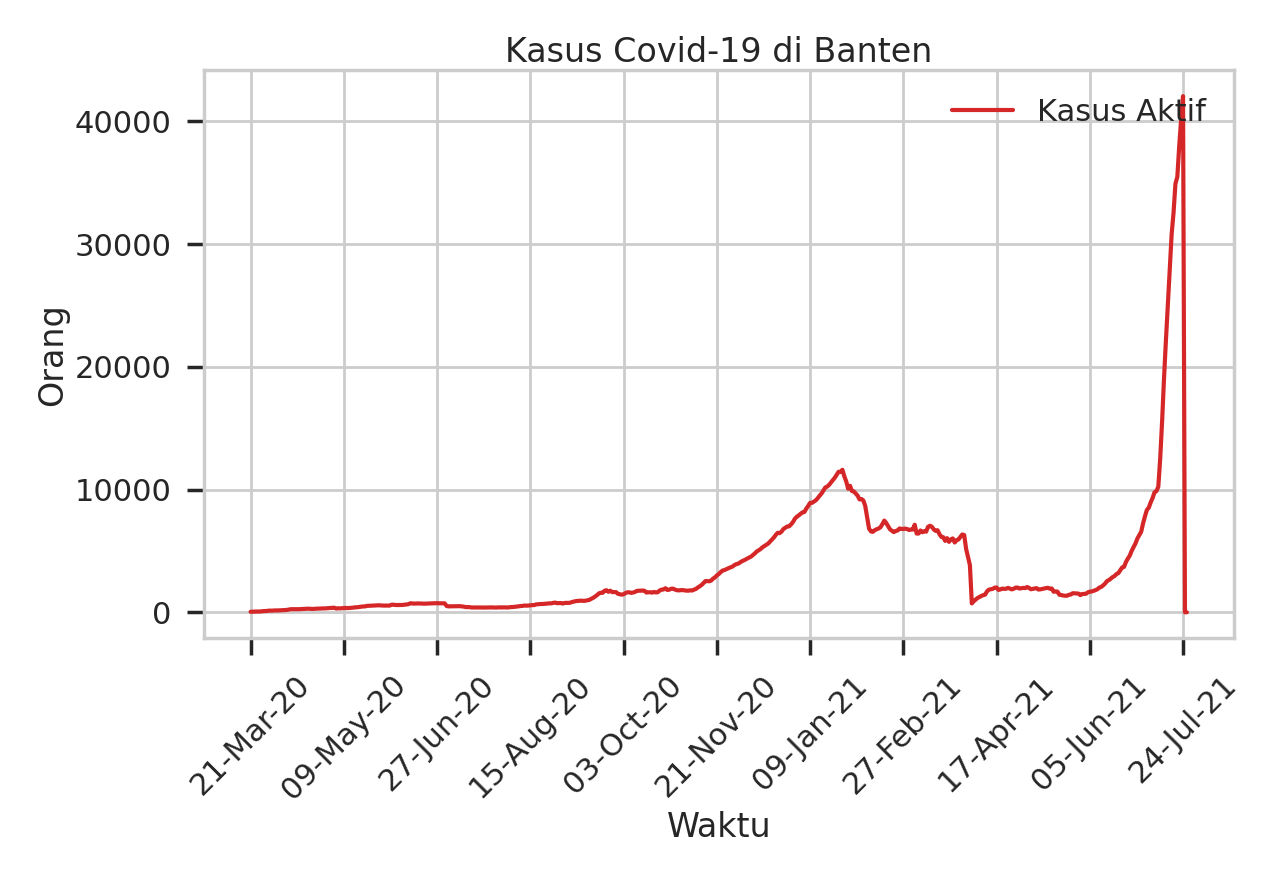 Kasus Covid-19 di Banten
Kasus Aktif
Orang
40000
30000
20000
10000
0
21-Mar-20
09-May-20
27-Jun-20
15-Aug-20
03-Oct-20
21-Nov-20
09-Jan-21
27-Feb-21
17-Apr-21
05-Jun-21
24-Jul-21
Waktu